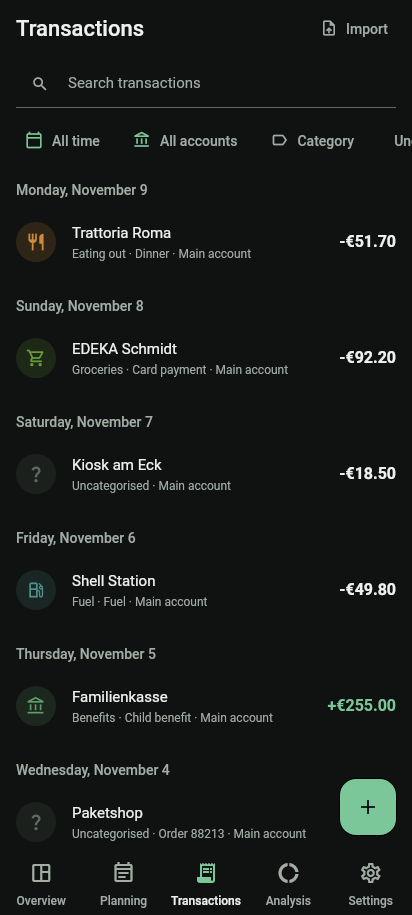 Transactions
Import
Search transactions
All time
All accounts
Category
Monday, November 9
Trattoria Roma
-€51.70
Eating out · Dinner · Main account
Sunday, November 8
EDEKA Schmidt
-€92.20
Groceries · Card payment · Main account
Saturday, November 7
?
Kiosk am Eck
-€18.50
Uncategorised · Main account
Friday, November 6
Shell Station
-€49.80
Fuel · Fuel · Main account
Thursday, November 5
Familienkasse
+€255.00
Benefits · Child benefit · Main account
Wednesday, November 4
?
Paketshop
Uncategorised · Order 88213 · Main account
Overview
Planning
Transactions
Analysis
Settings